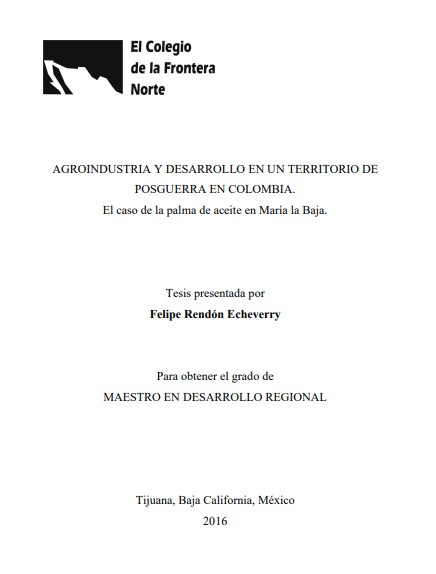 El Colegio
de la Frontera
Norte
AGROINDUSTRIA Y DESARROLLO EN UN TERRITORIO DE
POSGUERRA EN COLOMBIA.
El caso de la palma de aceite en María la Baja.
Tesis presentada por
Felipe Rendón Echeverry
Para obtener el grado de
MAESTRO EN DESARROLLO REGIONAL
Tijuana, Baja California, México
2016